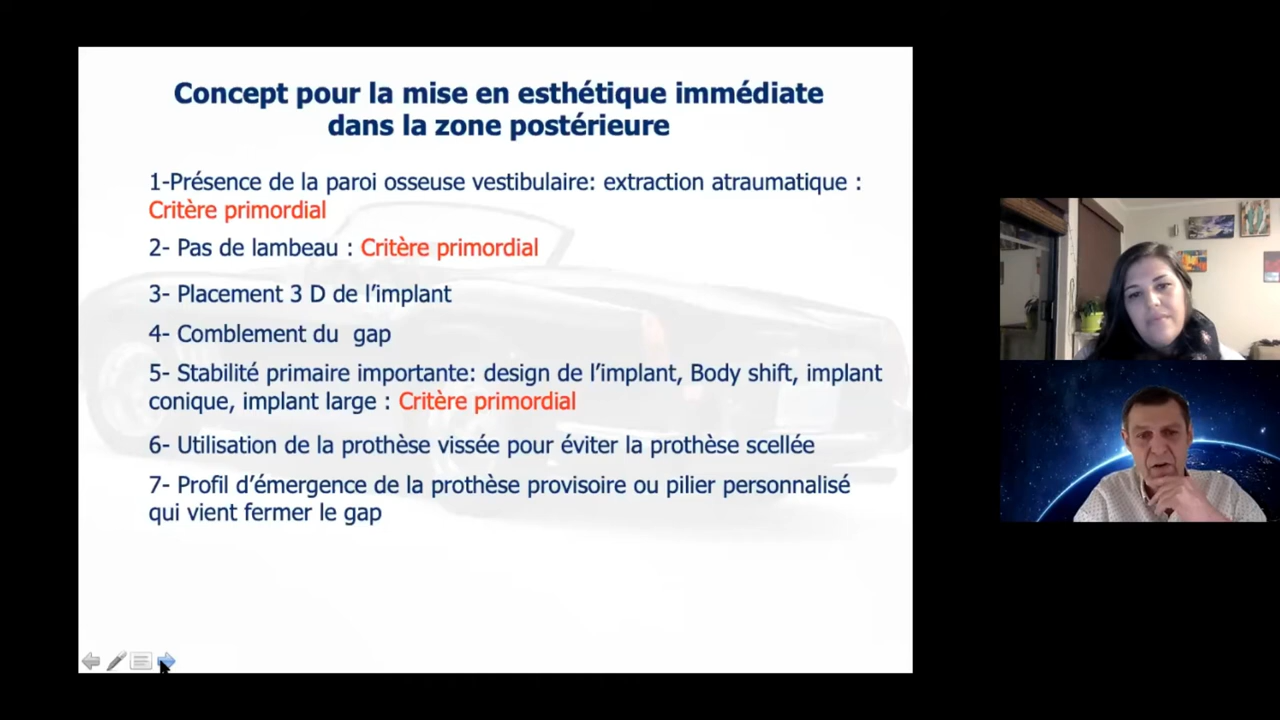 Concept pour la mise en esthétique immédiate
dans la zone postérieure
1-Présence de la paroi osseuse vestibulaire: extraction atraumatique :
Critère primordial
2- Pas de lambeau : Critère primordial
3- Placement 3 D de l’implant
4- Comblement du  gap
5- Stabilité primaire importante: design de l’implant, Body shift, implant
conique, implant large : Critère primordial
6- Utilisation de la prothèse vissée pour éviter la prothèse scellée
7- Profil d’émergence de la prothèse provisoire ou pilier personnalisé
qui vient fermer le gap